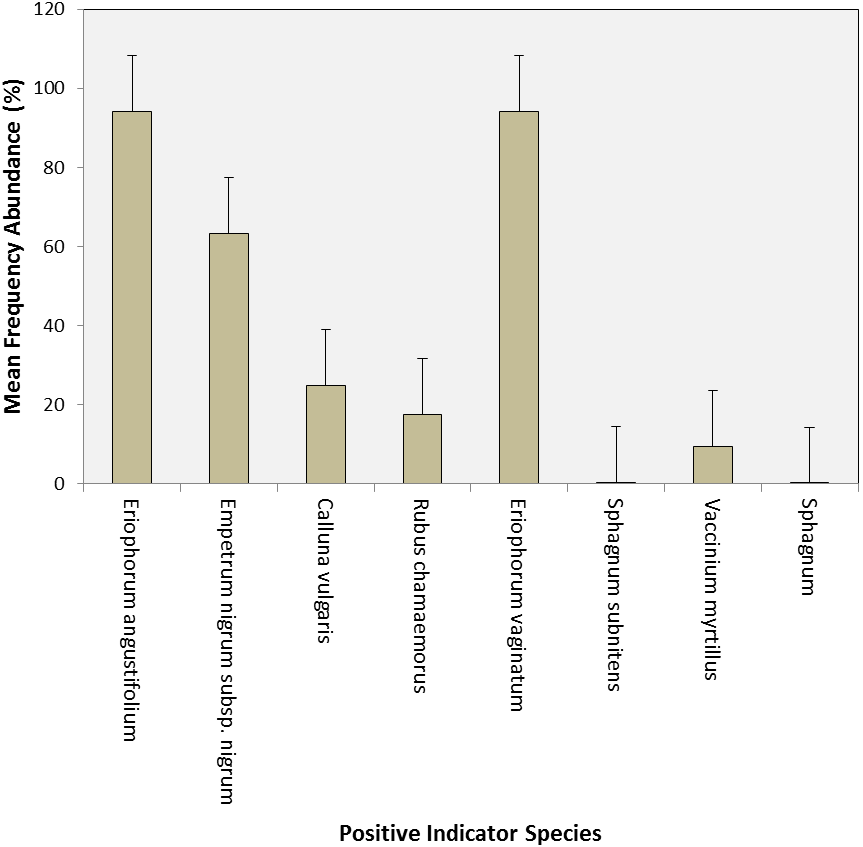 120
100
80
60
40
20
0
Mean Frequency Abundance (%)
Eriophorum angustifolium
Empetrum nigrum subsp. nigrum
Calluna vulgaris
Rubus chamaemorus
Eriophorum vaginatum
Sphagnum subnitens
Vaccinium myrtillus
Sphagnum
Positive Indicator Species